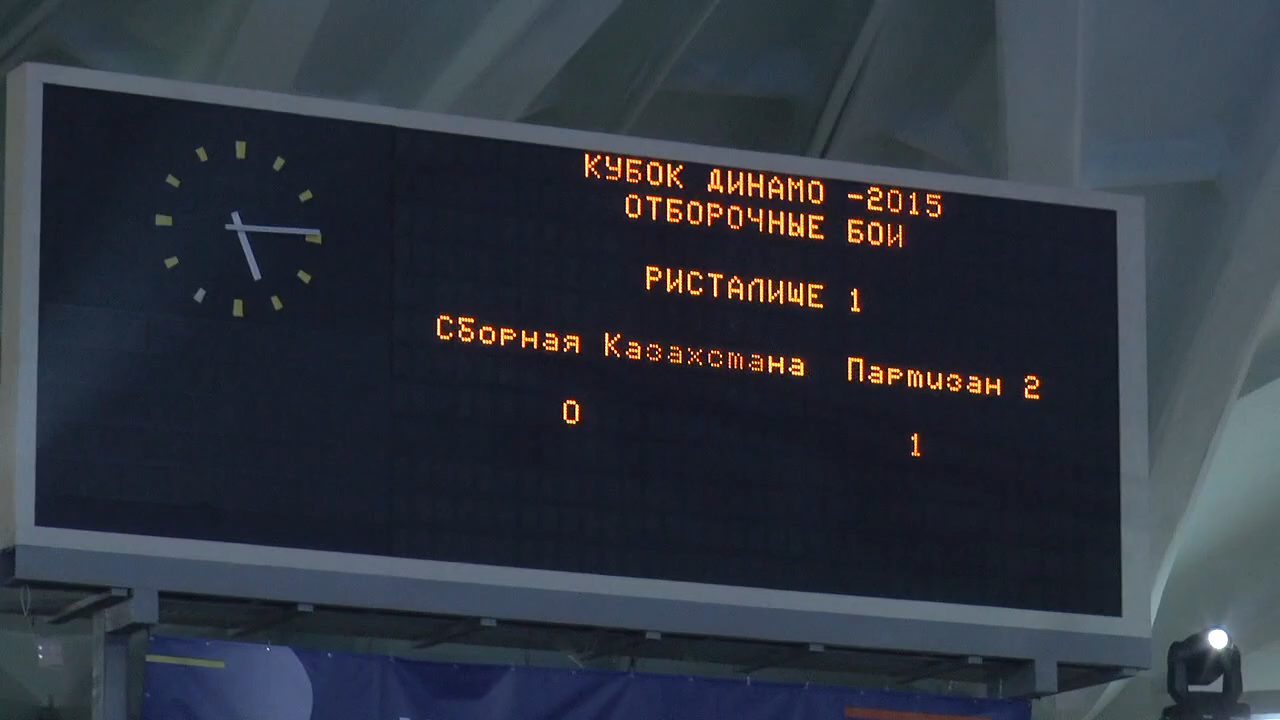 КУБОК ДИНАМО -2015
ОТБОРОЧНЫЕ БОИ
РИСТАЛИЩЕ 1
Сборная Казахстана Партизан 2
0 1